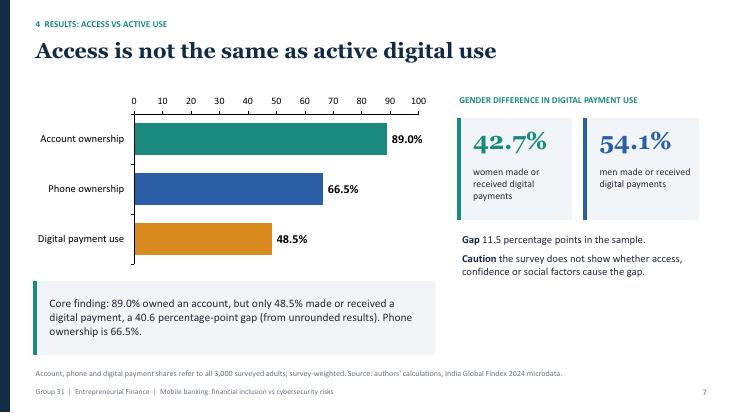 4 RESULTS: ACCESS VS ACTIVE USE
Access is not the same as active digital use
0 10 20 30 40 50 60 70 80 90 100
Account ownership 89.0%
Phone ownership 66.5%
Digital payment use 48.5%
Core finding: 89.0% owned an account, but only 48.5% made or received a
digital payment, a 40.6 percentage-point gap (from unrounded results). Phone
ownership is 66.5%.
GENDER DIFFERENCE IN DIGITAL PAYMENT USE
42.7%
women made or
received digital
payments
54.1%
men made or received
digital payments
Gap 11.5 percentage points in the sample.
Caution the survey does not show whether access,
confidence or social factors cause the gap.
Account, phone and digital payment shares refer to all 3,000 surveyed adults; survey-weighted. Source: authors' calculations, India Global Findex 2024 microdata.
Group 31 | Entrepreneurial Finance | Mobile banking: financial inclusion vs cybersecurity risks
7